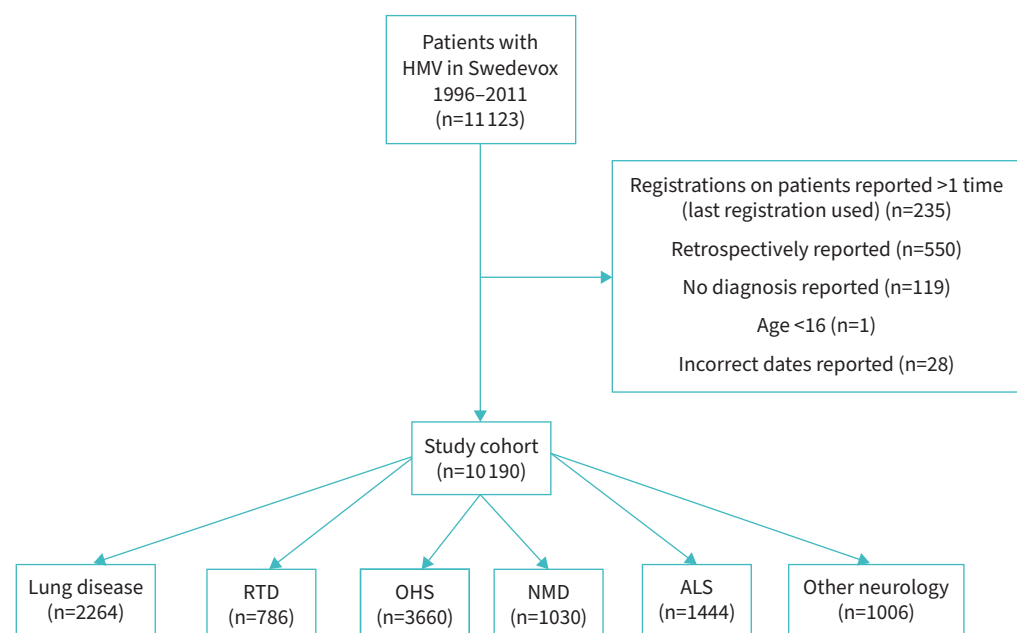 Patients with
HMV in Swedevox
1996–2011
(n=11 123)
Registrations on patients reported >1 time
(last registration used) (n=235)
Retrospectively reported (n=550)
No diagnosis reported (n=119)
Age <16 (n=1)
Incorrect dates reported (n=28)
Study cohort
(n=10 190)
Lung disease
(n=2264)
RTD
(n=786)
OHS
(n=3660)
NMD
(n=1030)
ALS
(n=1444)
Other neurology
(n=1006)